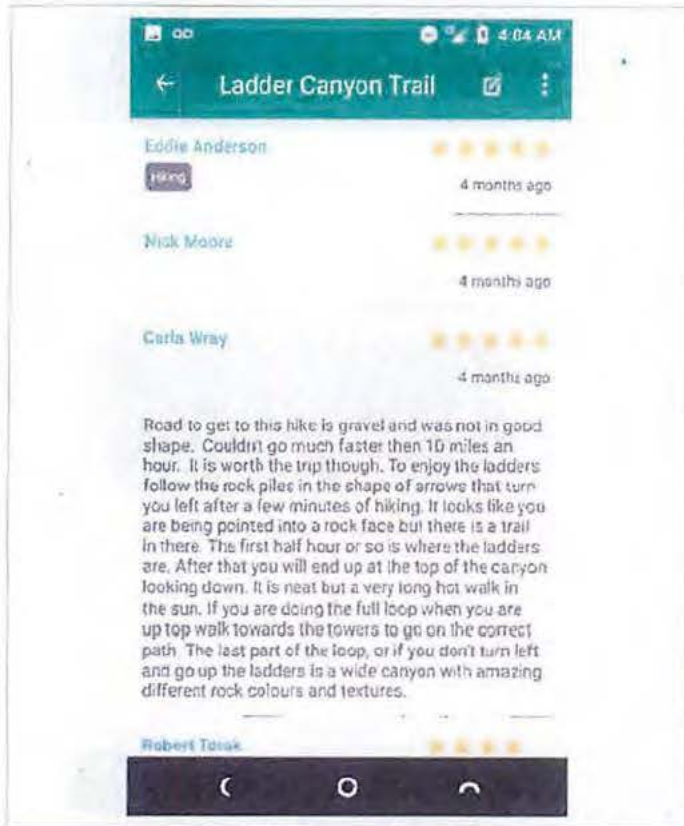 4:04 AM
Ladder Canyon Trail
Eddie Anderson
Hiking
4 months ago
Nick Moore
4 months ago
Carla Wray
4 months ago
Road to get to this hike is gravel and was not in good
shape. Couldn't go much faster then 10 miles an
hour. It is worth the trip though. To enjoy the ladders
follow the rock piles in the shape of arrows that turn
you left after a few minutes of hiking. It looks like you
are being pointed into a rock face but there is a trail
in there. The first half hour or so is where the ladders
are. After that you will end up at the top of the canyon
looking down. It is neat but a very long hot walk in
the sun. If you are doing the full loop when you are
up top walk towards the towers to go on the correct
path. The last part of the loop, or if you don't turn left
and go up the ladders is a wide canyon with amazing
different rock colours and textures.
Robert